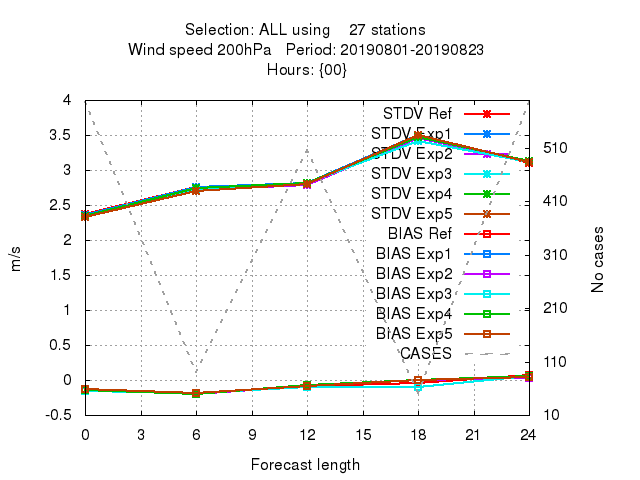 Selection: ALL using 27 stations
Wind speed 200hPa Period: 20190801-20190823
Hours: {00}
4
3.5
3
2.5
2
1.5
1
0.5
0
-0.5
m/s
STDV Ref
STDV Exp1
STDV Exp2
STDV Exp3
STDV Exp4
STDV Exp5
BIAS Ref
BIAS Exp1
BIAS Exp2
BIAS Exp3
BIAS Exp4
BIAS Exp5
CASES
510
410
310
210
110
10
No cases
0 3 6 9 12 15 18 21 24
Forecast length